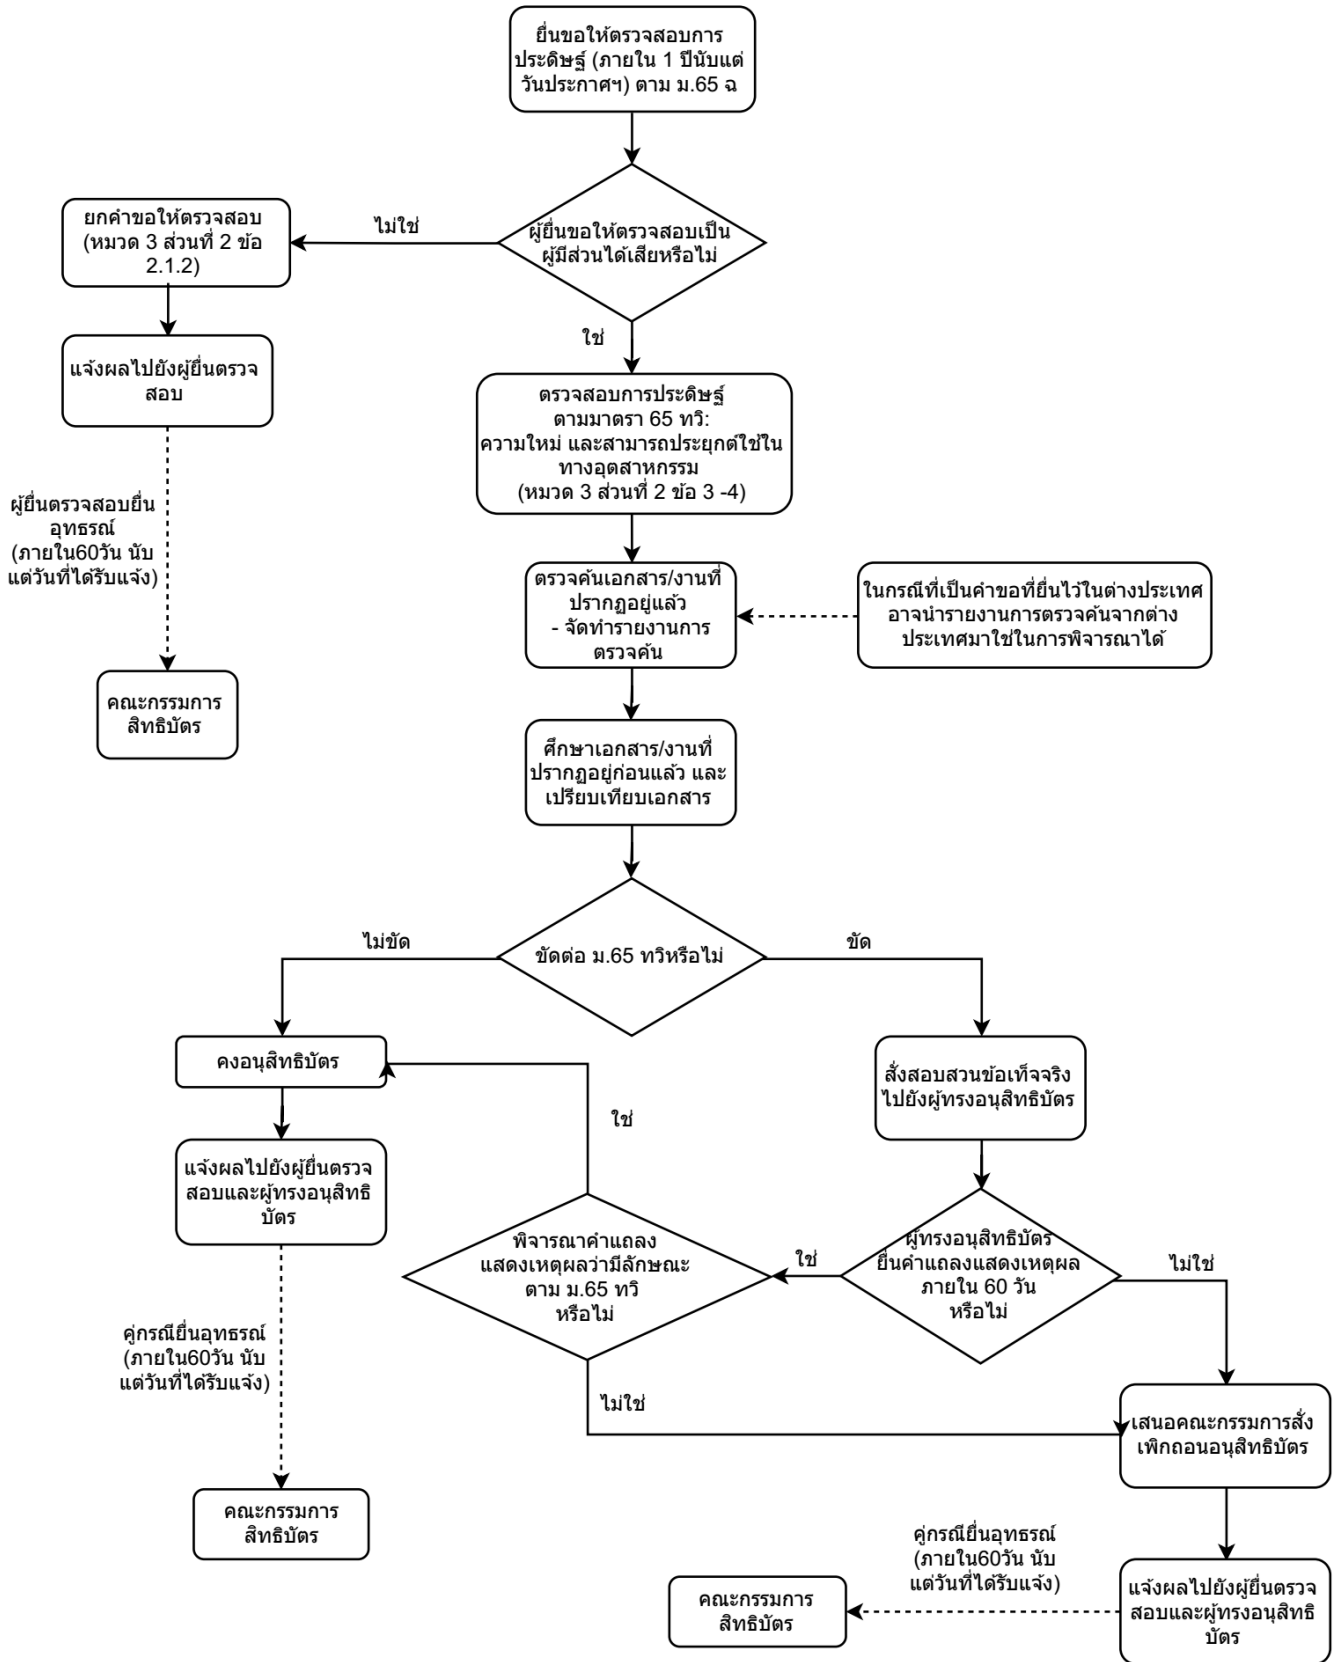 ยื่นขอให้ตรวจสอบการ
ประดิษฐ์ (ภายใน 1 ปีนับแต่
วันประกาศฯ) ตาม ม.65 ฉ
ผู้ยื่นขอให้ตรวจสอบเป็น
ผู้มีส่วนได้เสียหรือไม่
ไม่ใช่
ยกคำขอให้ตรวจสอบ
(หมวด 3 ส่วนที่ 2 ข้อ
2.1.2)
แจ้งผลไปยังผู้ยื่นตรวจ
สอบ
ผู้ยื่นตรวจสอบยื่น
อุทธรณ์
(ภายใน60วัน นับ
แต่วันที่ได้รับแจ้ง)
คณะกรรมการ
สิทธิบัตร
ใช่
ตรวจสอบการประดิษฐ์
ตามมาตรา 65 ทวิ:
ความใหม่ และสามารถประยุกต์ใช้ใน
ทางอุตสาหกรรม
(หมวด 3 ส่วนที่ 2 ข้อ 3 -4)
ตรวจค้นเอกสาร/งานที่
ปรากฏอยู่แล้ว
- จัดทำรายงานการ
ตรวจค้น
ในกรณีที่เป็นคำขอที่ยื่นไว้ในต่างประเทศ
อาจนำรายงานการตรวจค้นจากต่าง
ประเทศมาใช่ในการพิจารณาได้
ศึกษาเอกสาร/งานที่
ปรากฏอยู่ก่อนแล้ว และ
เปรียบเทียบเอกสาร
ขัดต่อ ม.65 ทวิหรือไม่
ไม่ขัด
ขัด
คงอนุสิทธิบัตร
แจ้งผลไปยังผู้ยื่นตรวจ
สอบและผู้ทรงอนุสิทธิ
บัตร
คู่กรณียื่นอุทธรณ์
(ภายใน60วัน นับ
แต่วันที่ได้รับแจ้ง)
คณะกรรมการ
สิทธิบัตร
สั่งสอบสวนข้อเท็จจริง
ไปยังผู้ทรงอนุสิทธิบัตร
ผู้ทรงอนุสิทธิบัตร
ยื่นคำแถลงแสดงเหตุผล
ภายใน 60 วัน
หรือไม่
ใช่
ไม่ใช่
พิจารณาคำแถลง
แสดงเหตุผลว่ามีลักษณะ
ตาม ม.65 ทวิ
หรือไม่
ใช่
ไม่ใช่
เสนอคณะกรรมการสั่ง
เพิกถอนอนุสิทธิบัตร
แจ้งผลไปยังผู้ยื่นตรวจ
สอบและผู้ทรงอนุสิทธิ
บัตร
คู่กรณียื่นอุทธรณ์
(ภายใน60วัน นับ
แต่วันที่ได้รับแจ้ง)
คณะกรรมการ
สิทธิบัตร